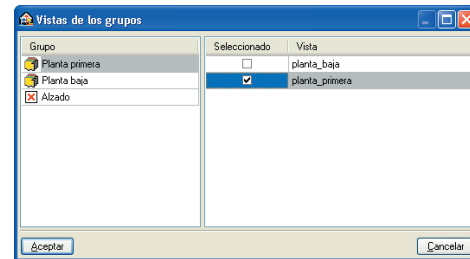 Vistas de los grupos
Grupo
Planta primera
Planta baja
Alzado
Seleccionado Vista
planta_baja
planta_primera
Aceptar
Cancelar